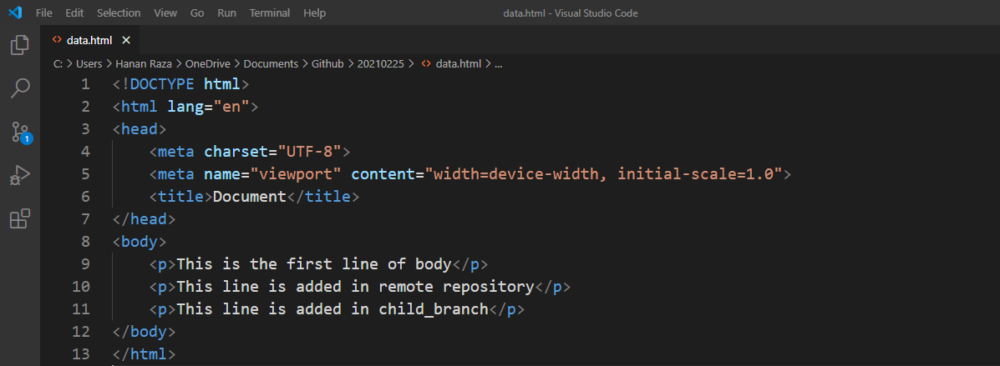 File Edit Selection View Go Run Terminal Help data.html - Visual Studio Code
data.html
C: > Users > Hanan Raza > OneDrive > Documents > Github > 20210225 > data.html > ...
1 <!DOCTYPE html>
2 <html lang="en">
3 <head>
4 <meta charset="UTF-8">
5 <meta name="viewport" content="width=device-width, initial-scale=1.0">
6 <title>Document</title>
7 </head>
8 <body>
9 <p>This is the first line of body</p>
10 <p>This line is added in remote repository</p>
11 <p>This line is added in child_branch</p>
12 </body>
13 </html>
1